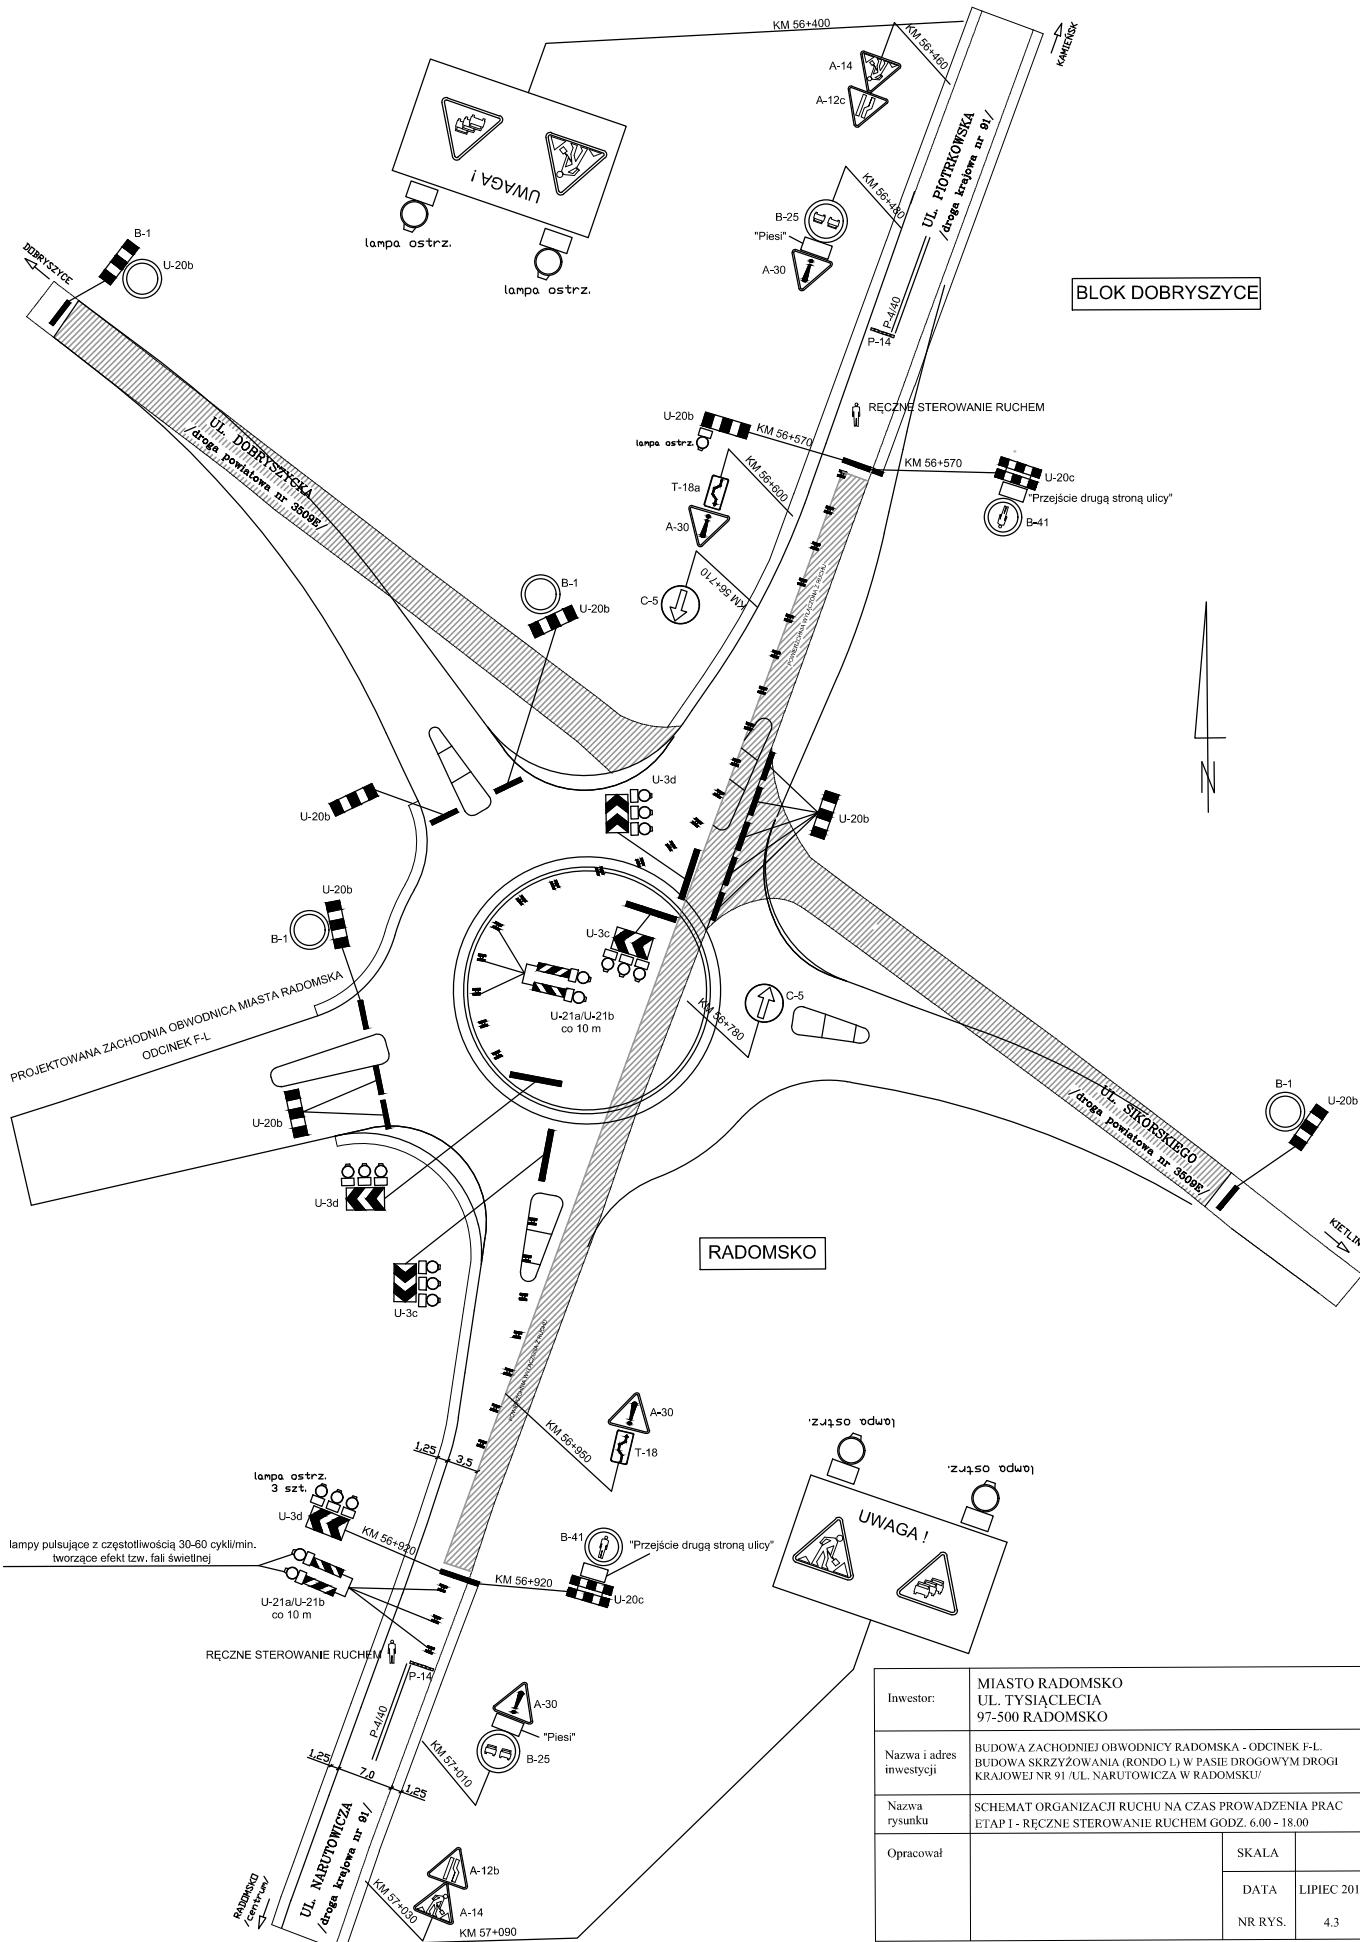 KM 56+400
KM 56+460
KAMIEŃSK
A-14
A-12c
UL. PIOTRKOWSKA
/droga krajowa nr 91/
UWAGA !
lampa ostrz.
lampa ostrz.
KM 56+480
B-25
"Piesi"
A-30
B-1
U-20b
DOBRYSZYCE
BLOK DOBRYSZYCE
P-4/40
P-14
RĘCZNE STEROWANIE RUCHEM
U-20b
lampa ostrz.
KM 56+570
KM 56+570
U-20c
"Przejście drugą stroną ulicy"
B-41
UL. DOBRYSZYCKA
/droga powiatowa nr 3509E/
KM 56+600
T-18a
A-30
KM 56+710
C-5
POWIERZCHNIA WYŁĄCZONA Z RUCHU
B-1
U-20b
N
U-3d
U-20b
U-20b
U-20b
B-1
U-3c
U-21a/U-21b
co 10 m
KM 56+780
C-5
PROJEKTOWANA ZACHODNIA OBWODNICA MIASTA RADOMSKA
ODCINEK F-L
U-20b
UL. SIKORSKIEGO
/droga powiatowa nr 3509E/
B-1
U-20b
KIETLIN
U-3d
U-3c
RADOMSKO
POWIERZCHNIA WYŁĄCZONA Z RUCHU
KM 56+950
A-30
T-18
1,25
3,5
lampa ostrz.
3 szt.
U-3d
KM 56+920
lampy pulsujące z częstotliwością 30-60 cykli/min.
tworzące efekt tzw. fali świetlnej
U-21a/U-21b
co 10 m
KM 56+920
B-41
"Przejście drugą stroną ulicy"
U-20c
lampa ostrz.
lampa ostrz.
UWAGA !
RĘCZNE STEROWANIE RUCHEM
P-14
P-4/40
A-30
"Piesi"
B-25
KM 57+010
1,25
7,0
1,25
UL. NARUTOWICZA
/droga krajowa nr 91/
RADOMSKO
/centrum/
A-12b
A-14
KM 57+030
KM 57+090
Inwestor:
MIASTO RADOMSKO
UL. TYSIĄCLECIA
97-500 RADOMSKO
Nazwa i adres
inwestycji
BUDOWA ZACHODNIEJ OBWODNICY RADOMSKA - ODCINEK F-L.
BUDOWA SKRZYŻOWANIA (RONDO L) W PASIE DROGOWYM DROGI
KRAJOWEJ NR 91 /UL. NARUTOWICZA W RADOMSKU/
Nazwa
rysunku
SCHEMAT ORGANIZACJI RUCHU NA CZAS PROWADZENIA PRAC
ETAP I - RĘCZNE STEROWANIE RUCHEM GODZ. 6.00 - 18.00
Opracował
SKALA
DATA
LIPIEC 201
NR RYS.
4.3